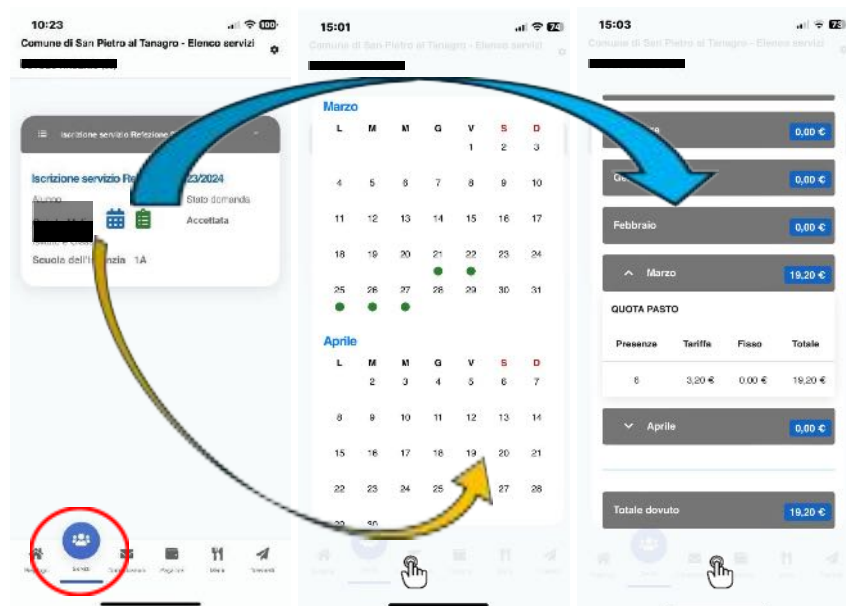 10:23
100
Comune di San Pietro al Tanagro - Elenco servizi
Iscrizione servizio Refezione
Iscrizione servizio Re 23/2024
Alunno
Stato domanda
Accettata
Scuola dell'i nzia 1A
Servizi
Menù
15:01
74
Comune di San Pietro al Tanagro - Elenco servizi
Marzo
L M M G V S D
1 2 3
4 5 6 7 8 9 10
11 12 13 14 15 16 17
18 19 20 21 22 23 24
25 26 27 28 29 30 31
Aprile
L M M G V S D
2 3 4 5 6 7
8 9 10 11 12 13 14
15 16 17 18 19 20 21
22 23 24 25 27 28
29 30
15:03
73
Comune di San Pietro al Tanagro - Elenco servizi
0,00 €
0,00 €
Febbraio 0,00 €
Marzo 19,20 €
QUOTA PASTO
Presenze Tariffa Fisso Totale
6 3,20 € 0,00 € 19,20 €
Aprile 0,00 €
Totale dovuto 19,20 €